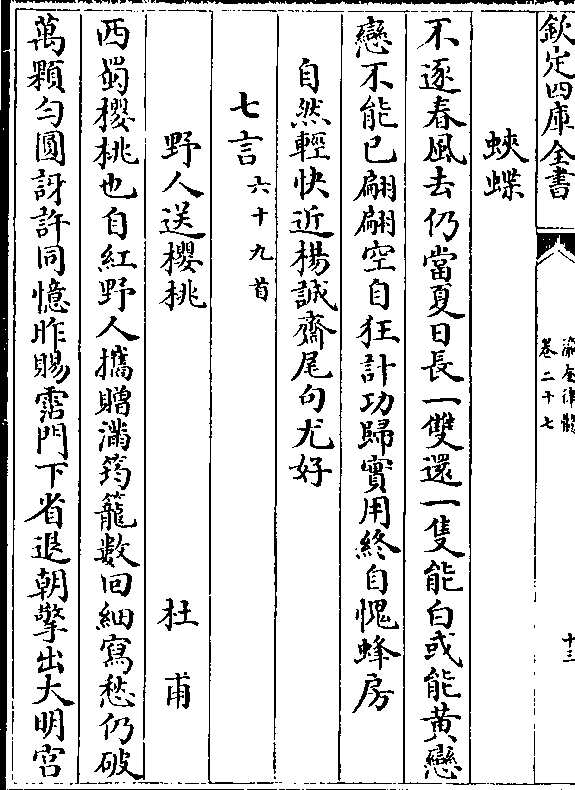 欽定四庫全書
瀛奎律髓
卷二十七
十三
蛺蝶
不逐春風去仍當夏日長一雙還一隻能白或能黃戀
戀不能已翩翩空自狂計功歸實用終自愧蜂房
自然輕快近楊誠齋尾句尤好
七言六十九首
野人送櫻桃 杜甫
西蜀櫻桃也自紅野人攜贈滿筠籠數回細寫愁仍破
萬顆勻圓訝許同憶昨賜霑門下省退朝擎出大明宮